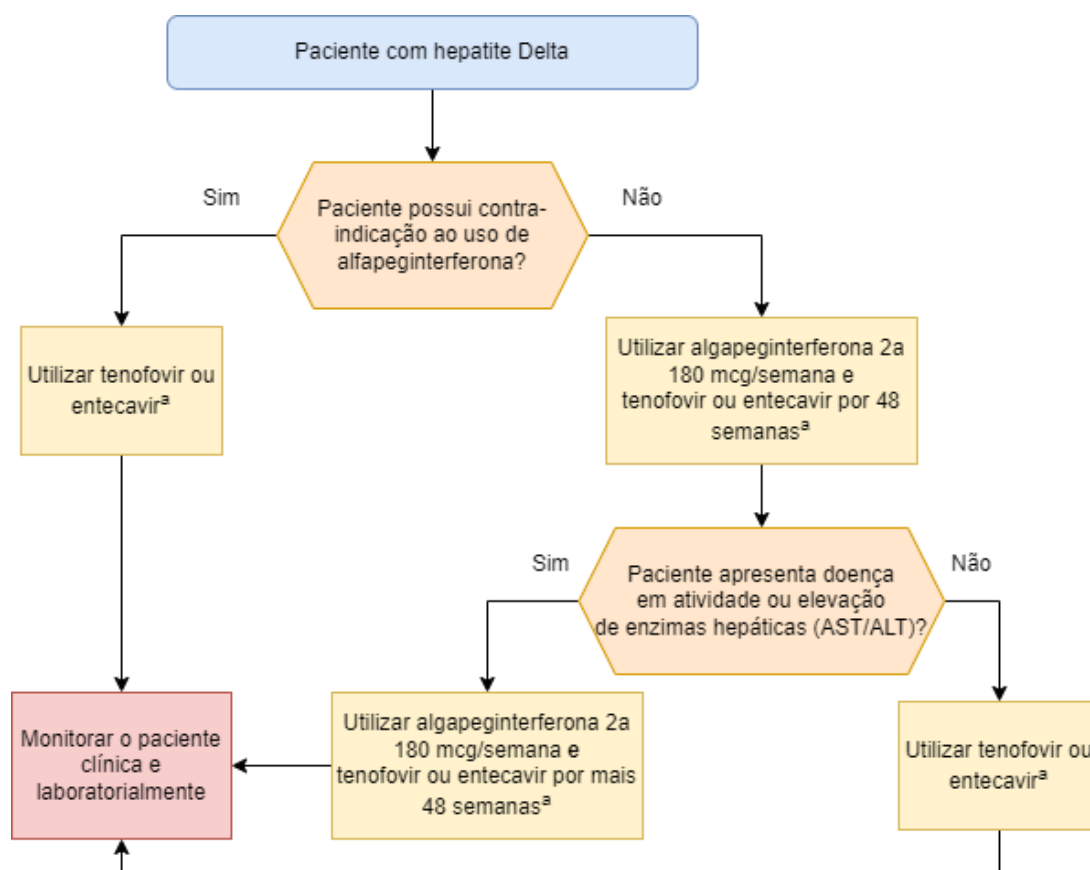 Paciente com hepatite Delta
Sim
Não
Paciente possui contra-
indicação ao uso de
alfapeginterferona?
Utilizar tenofovir ou
entecavirª
Utilizar algapeginterferona 2a
180 mcg/semana e
tenofovir ou entecavir por 48
semanasª
Sim
Não
Paciente apresenta doença
em atividade ou elevação
de enzimas hepáticas (AST/ALT)?
Monitorar o paciente
clínica e
laboratorialmente
Utilizar algapeginterferona 2a
180 mcg/semana e
tenofovir ou entecavir por mais
48 semanasª
Utilizar tenofovir ou
entecavirª